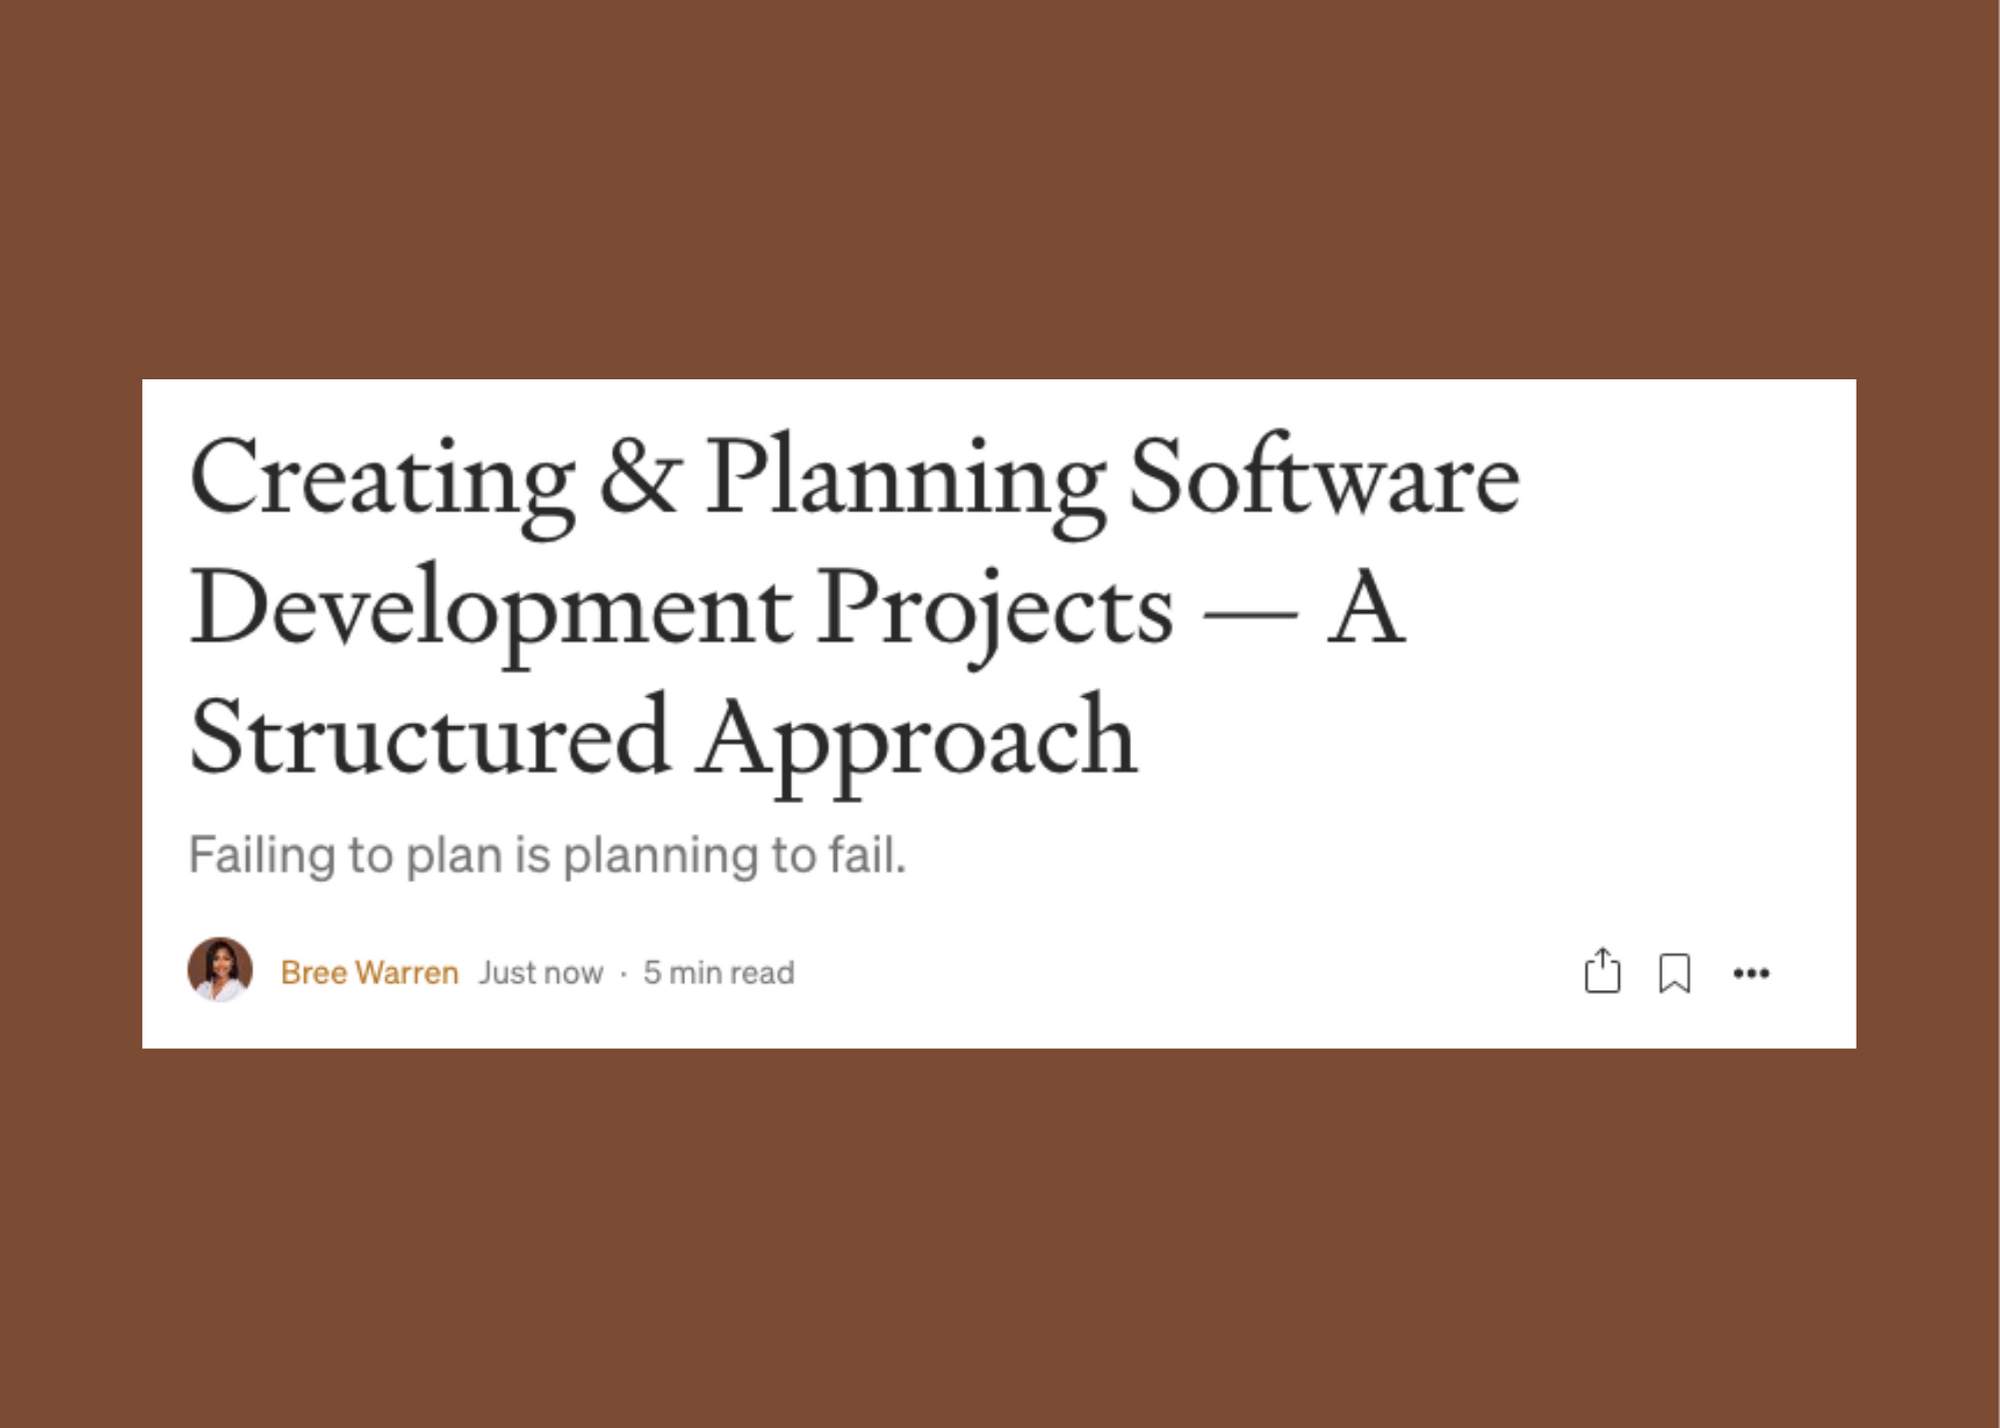 Creating & Planning Software
Development Projects — A
Structured Approach
Failing to plan is planning to fail.
Bree Warren Just now · 5 min read